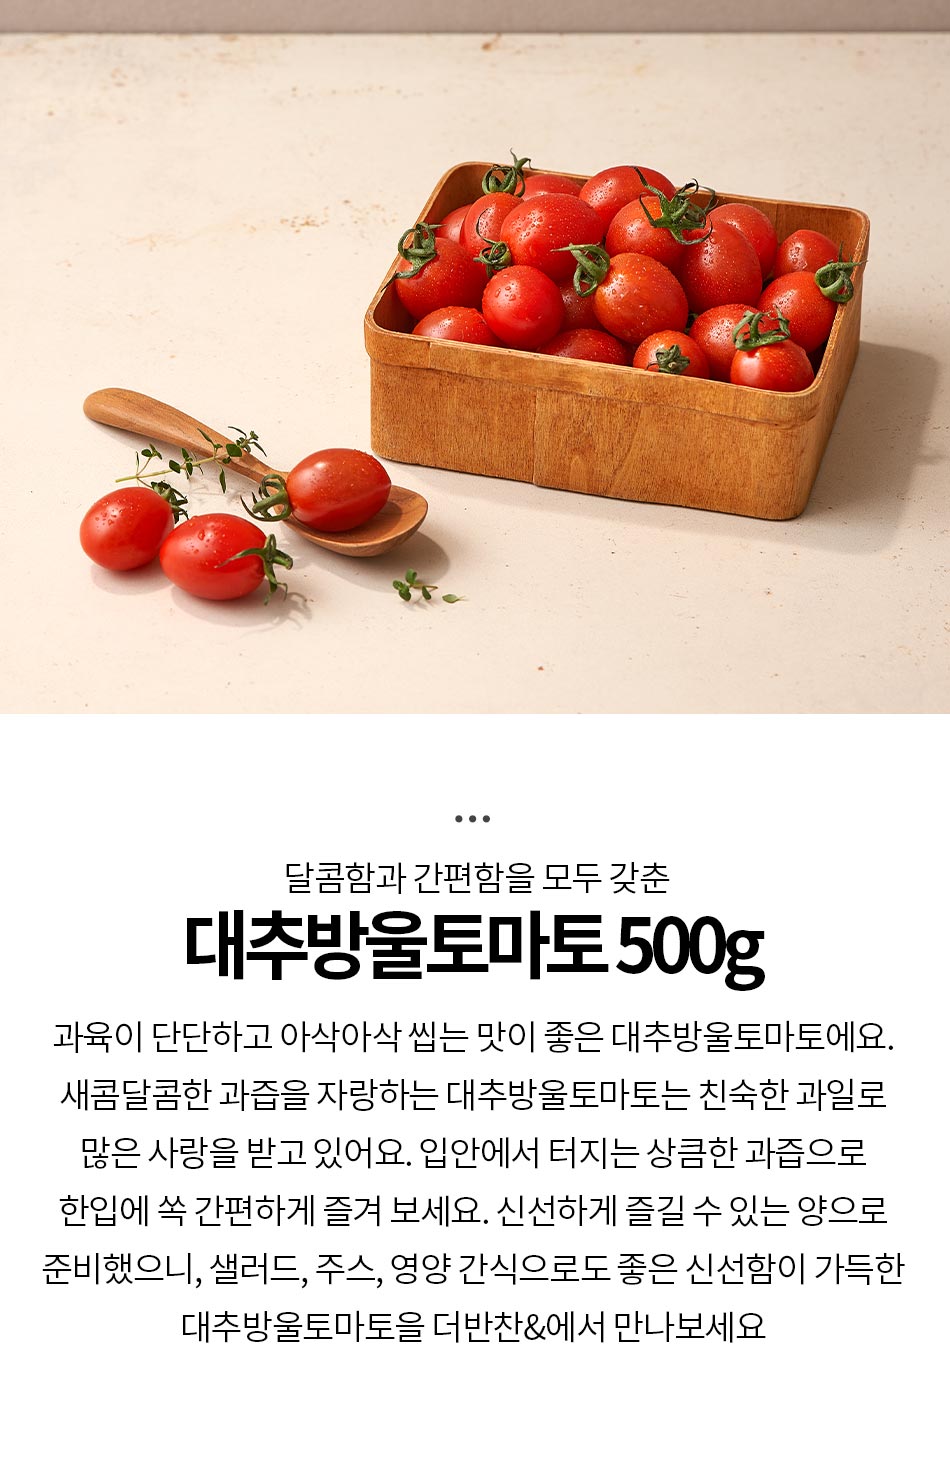 달콤함과 간편함을 모두 갖춘
대추방울토마토 500g
과육이 단단하고 아삭아삭 씹는 맛이 좋은 대추방울토마토에요.
새콤달콤한 과즙을 자랑하는 대추방울토마토는 친숙한 과일로
많은 사랑을 받고 있어요. 입안에서 터지는 상큼한 과즙으로
한입에 쏙 간편하게 즐겨 보세요. 신선하게 즐길 수 있는 양으로
준비했으니, 샐러드, 주스, 영양 간식으로도 좋은 신선함이 가득한
대추방울토마토을 더반찬&에서 만나보세요